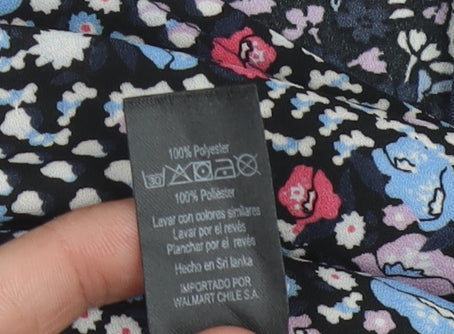 100% Polyester
30
100% Poliéster
Lavar con colores similares
Lavar por el revés
Planchar por el revés
Hecho en Sri lanka
IMPORTADO POR
WALMART CHILE S.A.